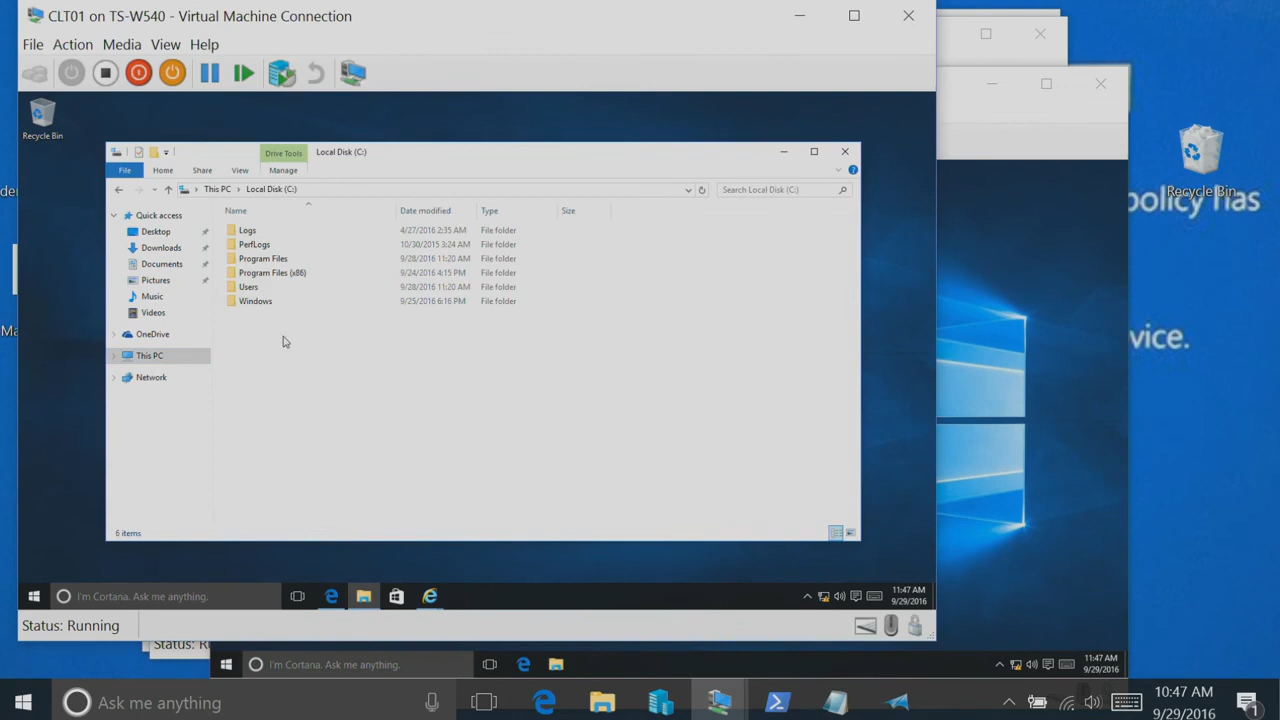 CLT01 on TS-W540 - Virtual Machine Connection
File Action Media View Help
Recycle Bin
Drive Tools
Local Disk (C:)
File Home Share View Manage
This PC > Local Disk (C:)
Search Local Disk (C:)
Name Date modified Type Size
Quick access
Desktop
Downloads
Documents
Pictures
Music
Videos
OneDrive
This PC
Network
Logs 4/27/2016 2:35 AM File folder
PerfLogs 10/30/2015 3:24 AM File folder
Program Files 9/28/2016 11:20 AM File folder
Program Files (x86) 9/24/2016 4:15 PM File folder
Users 9/28/2016 11:20 AM File folder
Windows 9/25/2016 6:16 PM File folder
6 items
I'm Cortana. Ask me anything.
11:47 AM
9/29/2016
Status: Running
Status: R
I'm Cortana. Ask me anything.
11:47 AM
9/29/2016
Recycle Bin
policy has
vice.
Ask me anything
10:47 AM
9/29/2016
1